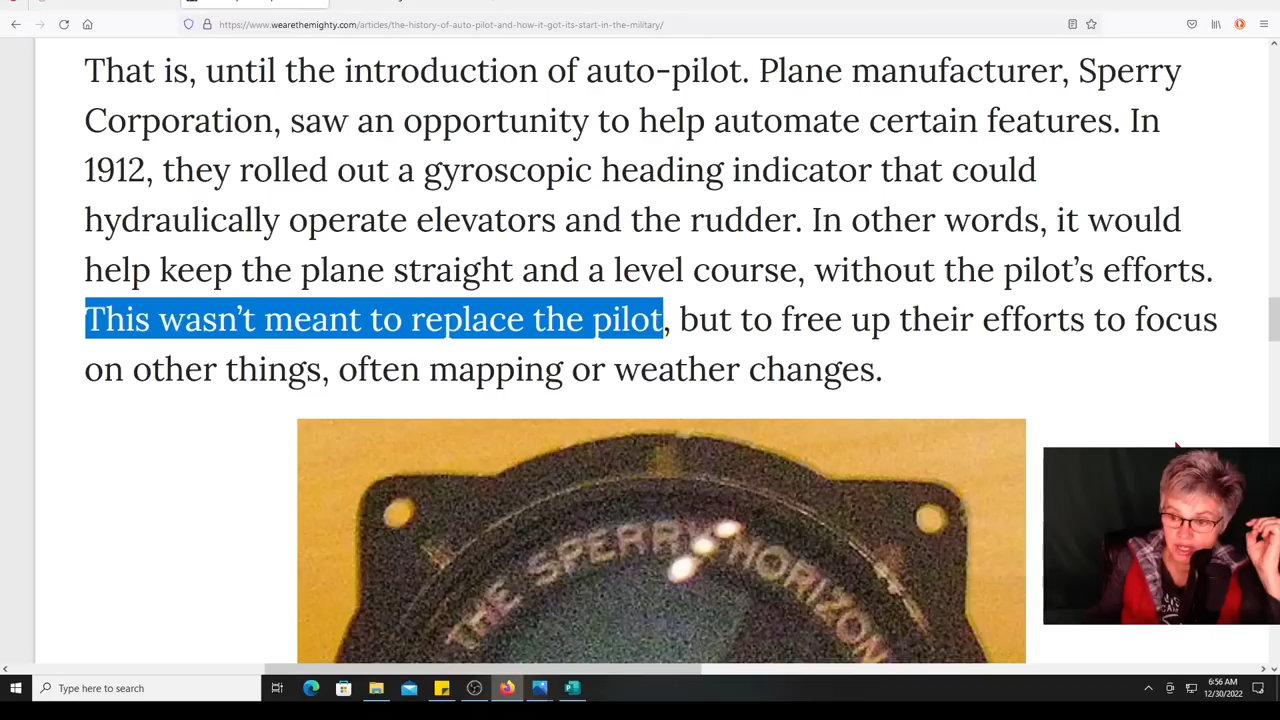 https://www.wearethemighty.com/articles/the-history-of-auto-pilot-and-how-it-got-its-start-in-the-military/
That is, until the introduction of auto-pilot. Plane manufacturer, Sperry
Corporation, saw an opportunity to help automate certain features. In
1912, they rolled out a gyroscopic heading indicator that could
hydraulically operate elevators and the rudder. In other words, it would
help keep the plane straight and a level course, without the pilot’s efforts.
This wasn’t meant to replace the pilot, but to free up their efforts to focus
on other things, often mapping or weather changes.
THE SPERRY HORIZON
Type here to search
6:56 AM
12/30/2022